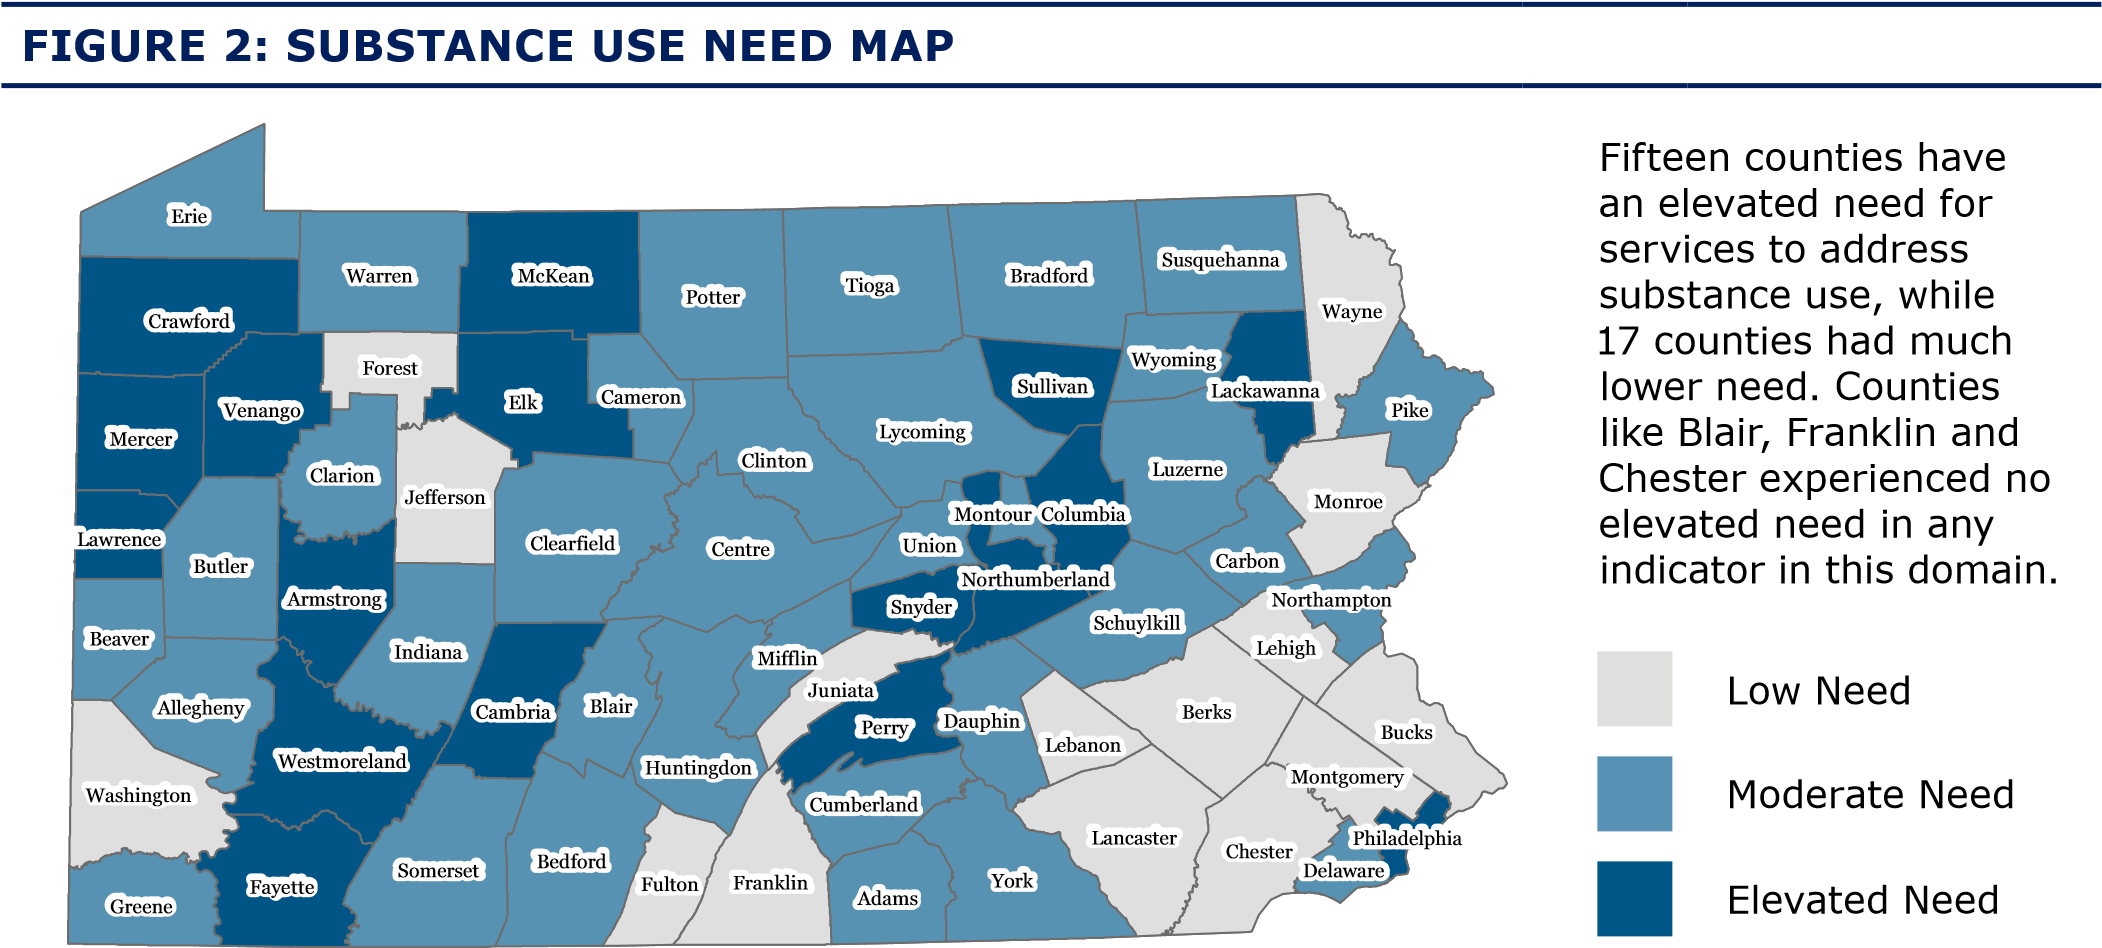 FIGURE 2: SUBSTANCE USE NEED MAP
Erie
Warren
McKean
Potter
Tioga
Bradford
Susquehanna
Wayne
Crawford
Forest
Elk
Cameron
Sullivan
Wyoming
Lackawanna
Pike
Mercer
Venango
Clarion
Jefferson
Clinton
Lycoming
Luzerne
Monroe
Lawrence
Butler
Armstrong
Clearfield
Centre
Union
Montour
Columbia
Carbon
Northumberland
Snyder
Schuylkill
Northampton
Lehigh
Beaver
Allegheny
Indiana
Cambria
Blair
Mifflin
Juniata
Perry
Dauphin
Lebanon
Berks
Bucks
Washington
Westmoreland
Huntingdon
Cumberland
Montgomery
Philadelphia
Greene
Fayette
Somerset
Bedford
Fulton
Franklin
Adams
York
Lancaster
Chester
Delaware
Fifteen counties have
an elevated need for
services to address
substance use, while
17 counties had much
lower need. Counties
like Blair, Franklin and
Chester experienced no
elevated need in any
indicator in this domain.
Low Need
Moderate Need
Elevated Need